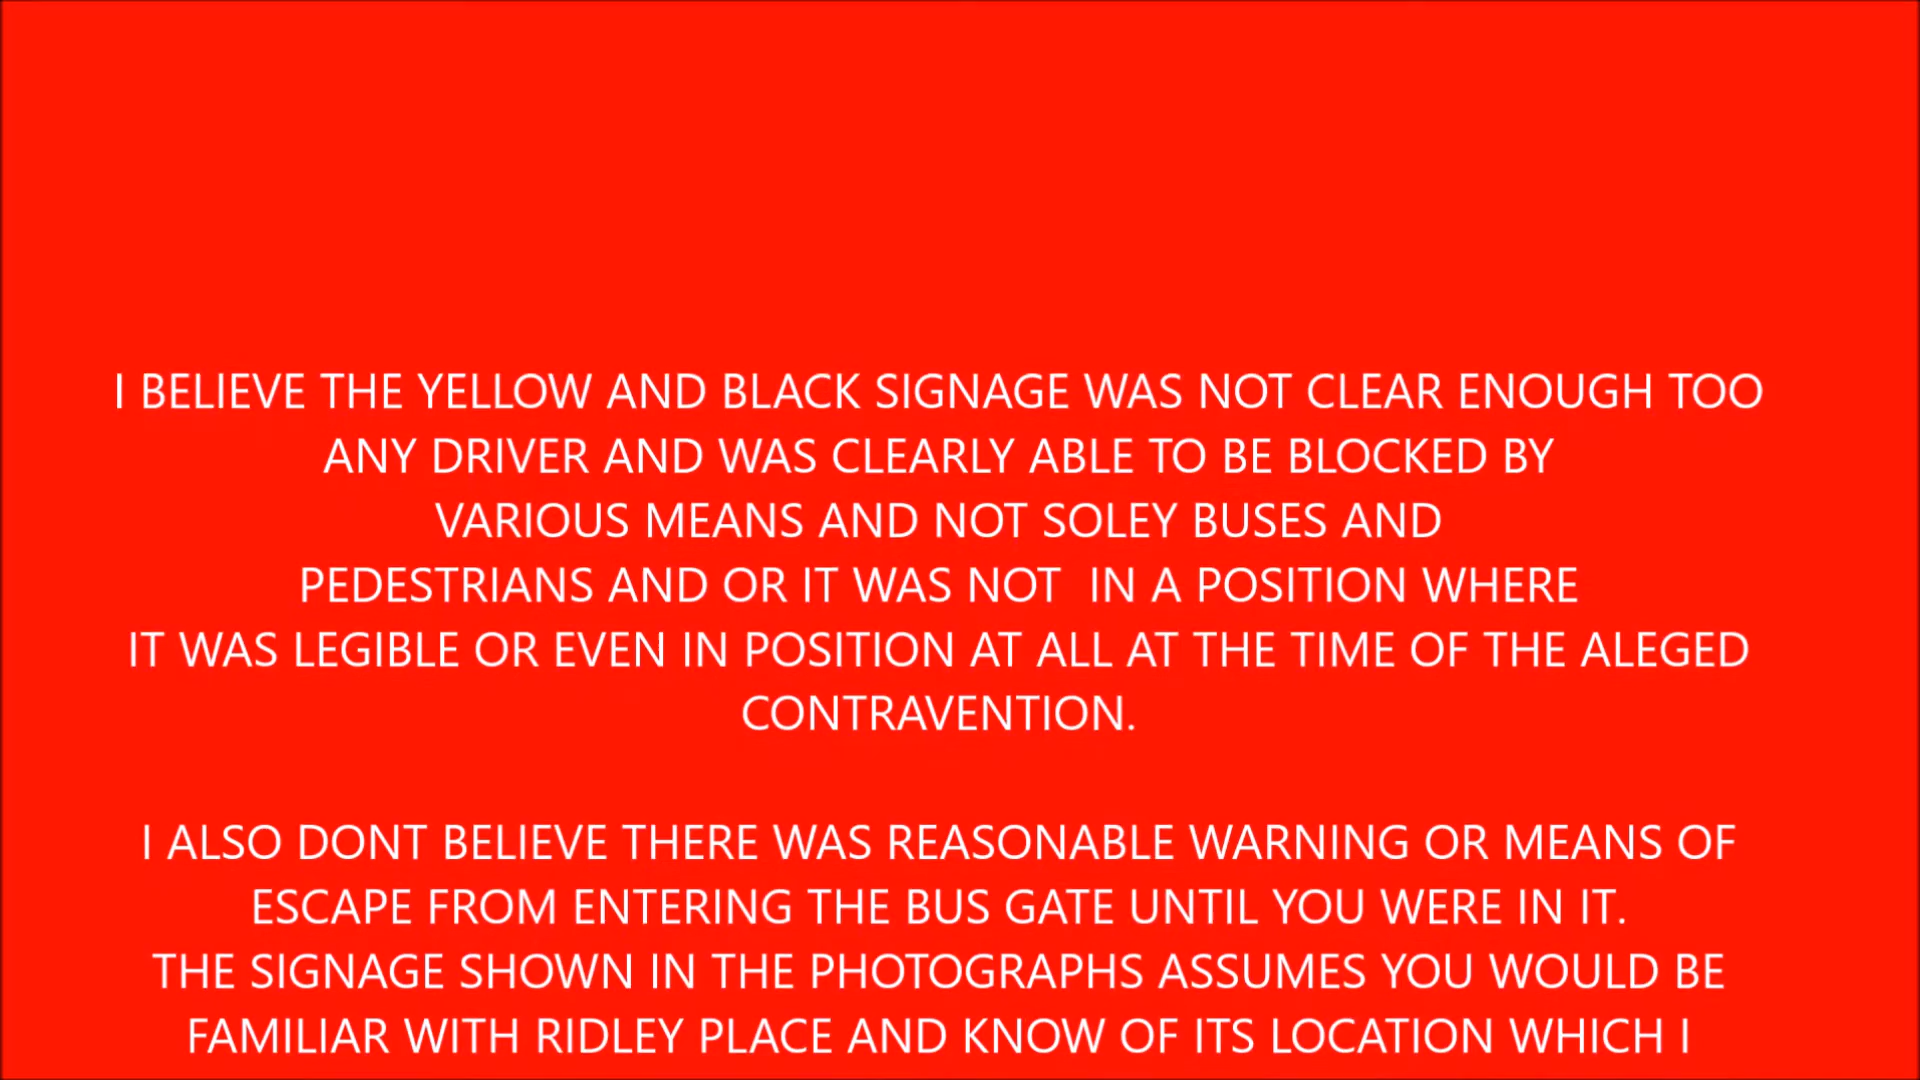 I BELIEVE THE YELLOW AND BLACK SIGNAGE WAS NOT CLEAR ENOUGH TOO
ANY DRIVER AND WAS CLEARLY ABLE TO BE BLOCKED BY
VARIOUS MEANS AND NOT SOLEY BUSES AND
PEDESTRIANS AND OR IT WAS NOT  IN A POSITION WHERE
IT WAS LEGIBLE OR EVEN IN POSITION AT ALL AT THE TIME OF THE ALEGED
CONTRAVENTION.
I ALSO DONT BELIEVE THERE WAS REASONABLE WARNING OR MEANS OF
ESCAPE FROM ENTERING THE BUS GATE UNTIL YOU WERE IN IT.
THE SIGNAGE SHOWN IN THE PHOTOGRAPHS ASSUMES YOU WOULD BE
FAMILIAR WITH RIDLEY PLACE AND KNOW OF ITS LOCATION WHICH I